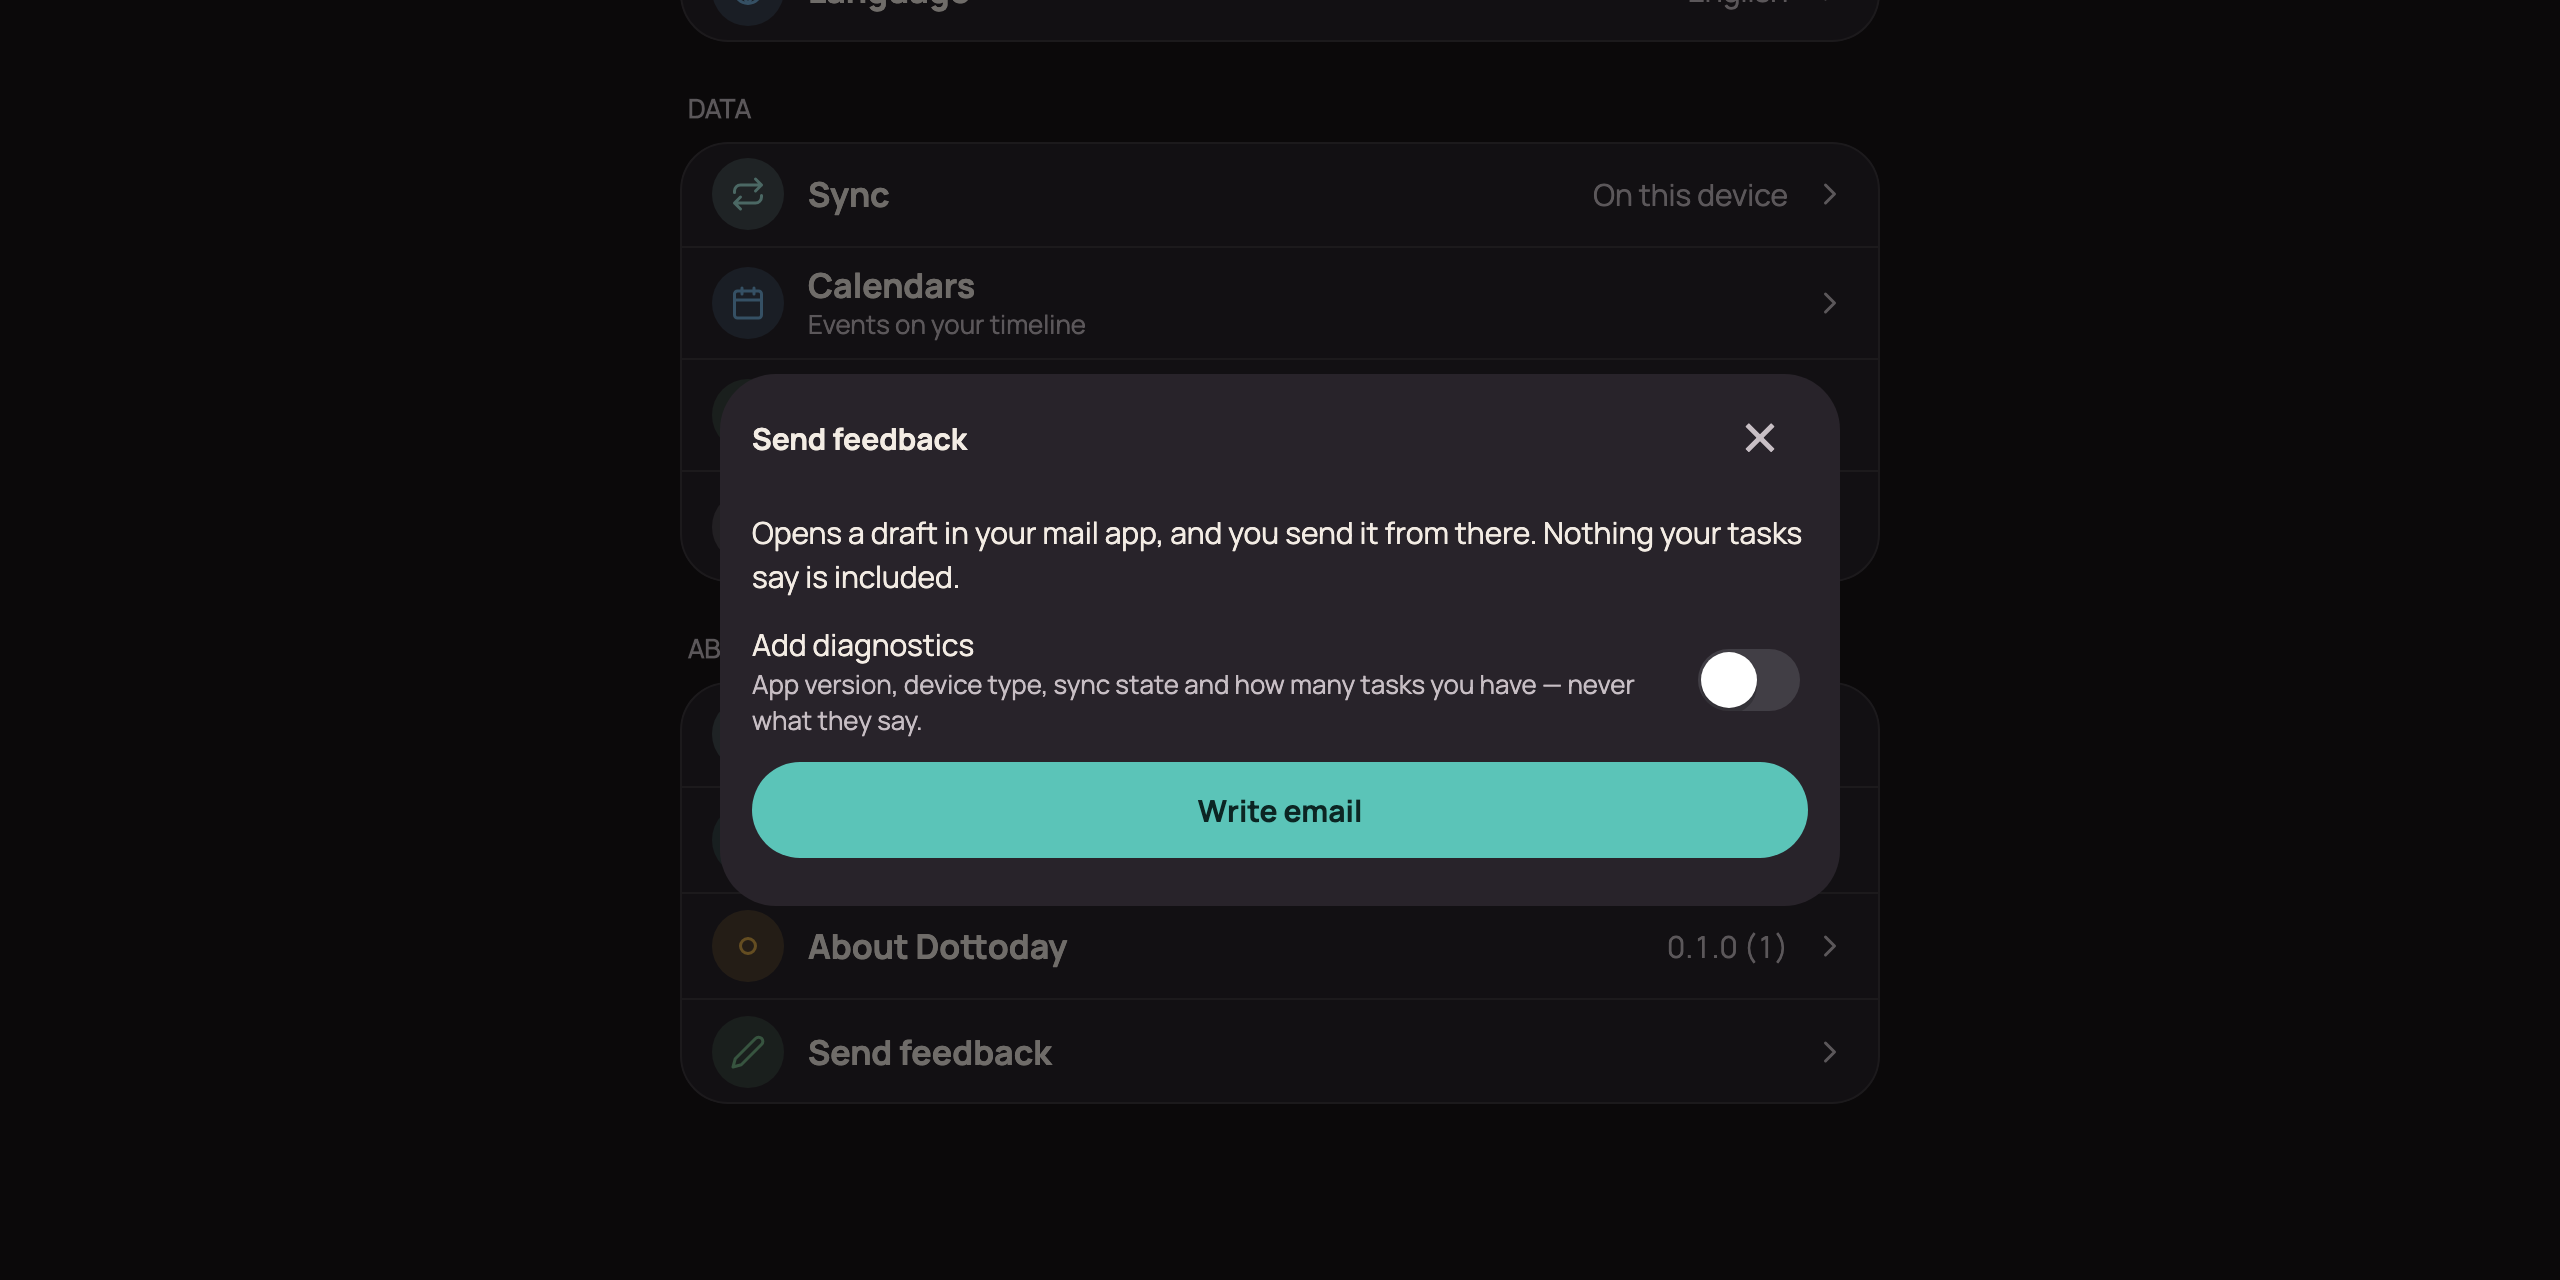 Language
English
DATA
Sync
On this device
Calendars
Events on your timeline
Send feedback
Opens a draft in your mail app, and you send it from there. Nothing your tasks
say is included.
Add diagnostics
App version, device type, sync state and how many tasks you have — never
what they say.
Write email
AB
About Dottoday
0.1.0 (1)
Send feedback